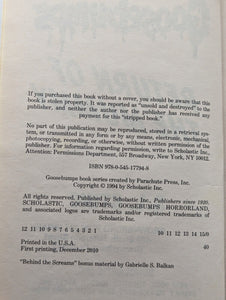 If you purchased this book without a cover, you should be aware that
this book is stolen property. It was reported as "unsold and destroyed" to the
publisher, and neither the author nor the publisher has received any
payment for this "stripped book."
No part of this publication may be reproduced, stored in a retrieval sys-
tem, or transmitted in any form or by any means, electronic, mechanical,
photocopying, recording, or otherwise, without written permission of the
publisher. For information regarding permission, write to Scholastic Inc.,
Attention: Permissions Department, 557 Broadway, New York, NY 10012.
ISBN 978-0-545-17794-8
Goosebumps book series created by Parachute Press, Inc.
Copyright © 1994 by Scholastic Inc.
All rights reserved. Published by Scholastic Inc., Publishers since 1920.
SCHOLASTIC, GOOSEBUMPS, GOOSEBUMPS HORRORLAND,
and associated logos are trademarks and/or registered trademarks of
Scholastic Inc.
12 11 10 9 8 7 6 5 4 3 2 1 10 11 12 13 14 15/0
Printed in the U.S.A. 40
First printing, December 2010
"Behind the Screams" bonus material by Gabrielle S. Balkan